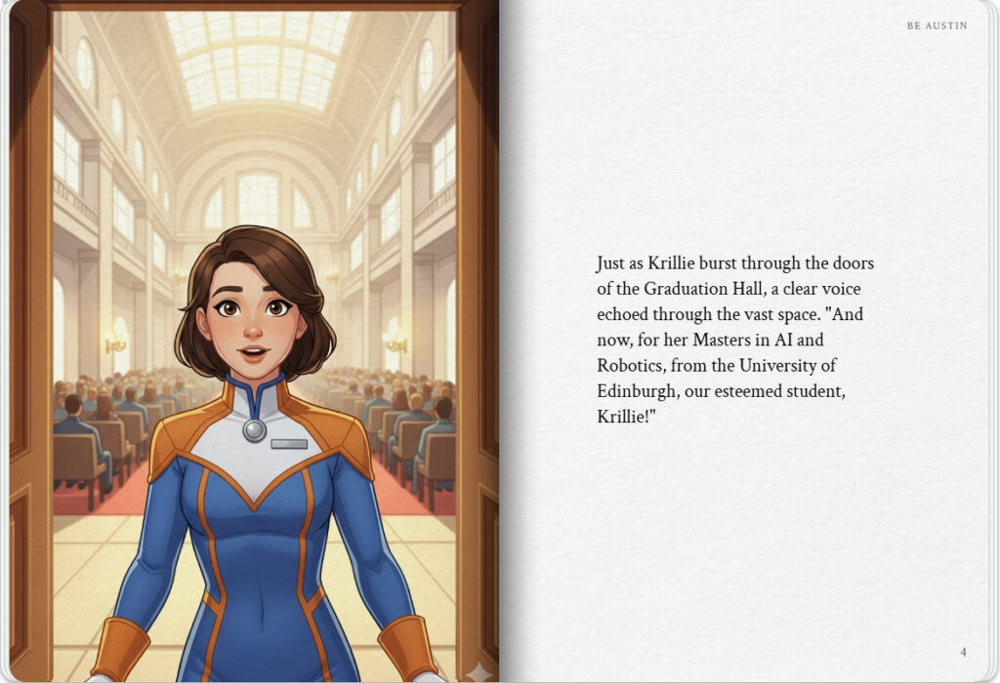 BE AUSTIN
Just as Krillie burst through the doors
of the Graduation Hall, a clear voice
echoed through the vast space. "And
now, for her Masters in AI and
Robotics, from the University of
Edinburgh, our esteemed student,
Krillie!"
4